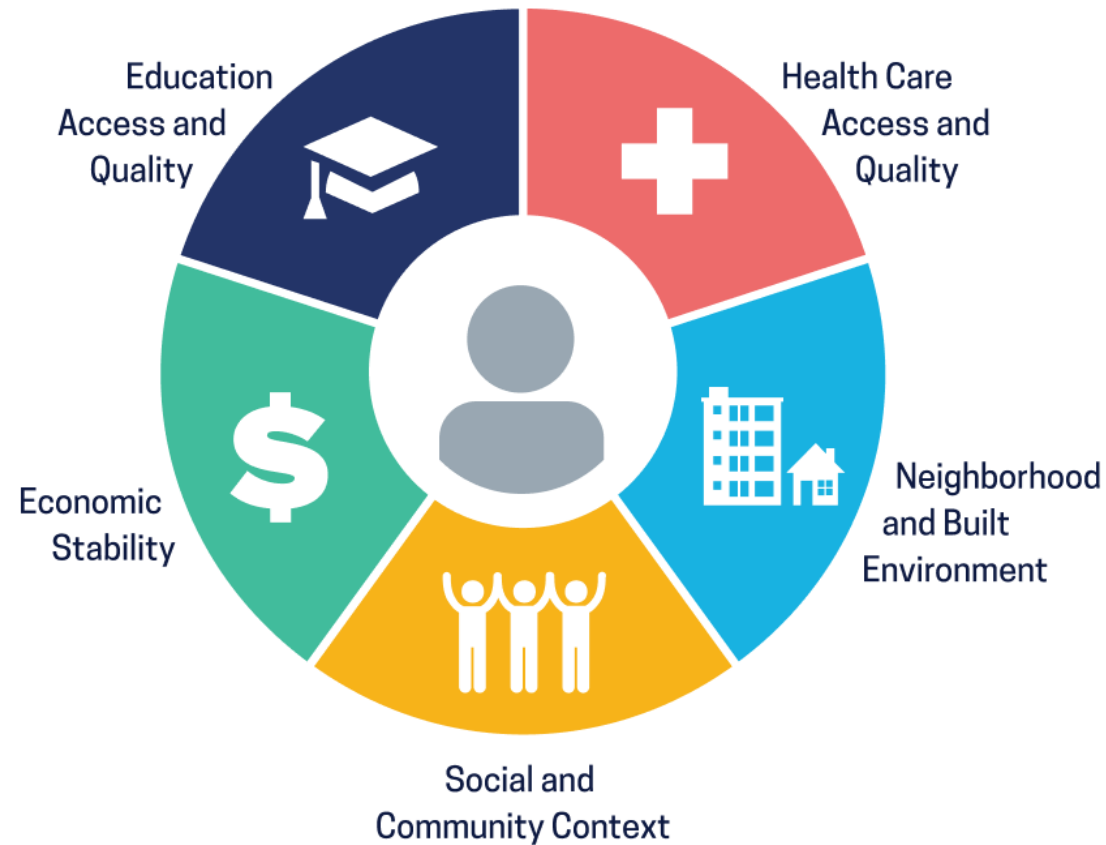 Education
Access and
Quality
Health Care
Access and
Quality
Economic
Stability
Neighborhood
and Built
Environment
Social and
Community Context